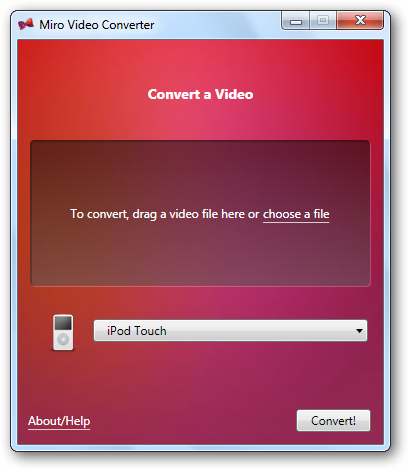 Miro Video Converter
Convert a Video
To convert, drag a video file here or choose a file
iPod Touch
About/Help
Convert!